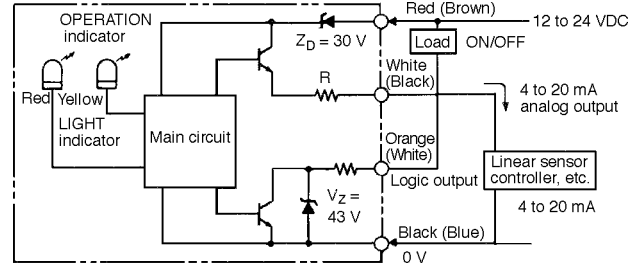 OPERATION
indicator
Red Yellow
LIGHT
indicator
Main circuit
ZD = 30 V
R
VZ =
43 V
Red (Brown)
12 to 24 VDC
Load ON/OFF
White
(Black)
4 to 20 mA
analog output
Orange
(White)
Logic output
Linear sensor
controller, etc.
4 to 20 mA
Black (Blue)
0 V